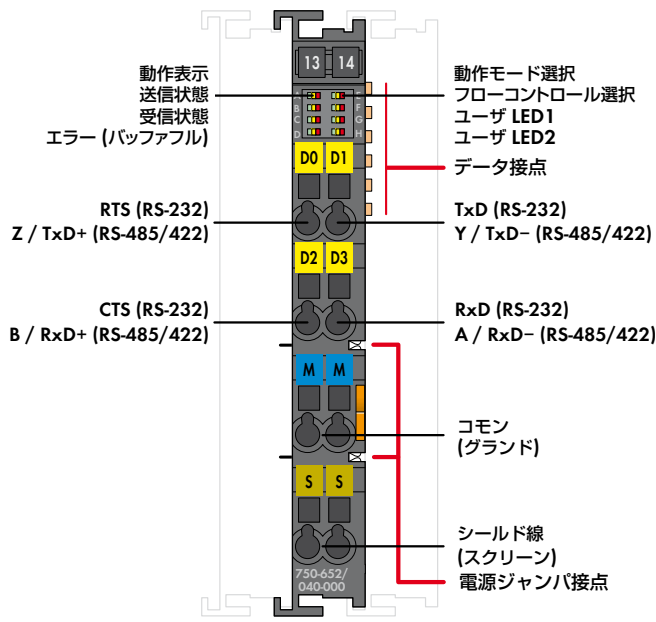 13 14
動作表示
送信状態
受信状態
エラー (バッファフル)
動作モード選択
フローコントロール選択
ユーザ LED1
ユーザ LED2
データ接点
A
B
C
D
E
F
G
H
D0 D1
RTS (RS-232)
Z / TxD+ (RS-485/422)
TxD (RS-232)
Y / TxD− (RS-485/422)
D2 D3
CTS (RS-232)
B / RxD+ (RS-485/422)
RxD (RS-232)
A / RxD− (RS-485/422)
M M
コモン
(グランド)
S S
シールド線
(スクリーン)
電源ジャンパ接点
750-652/
040-000